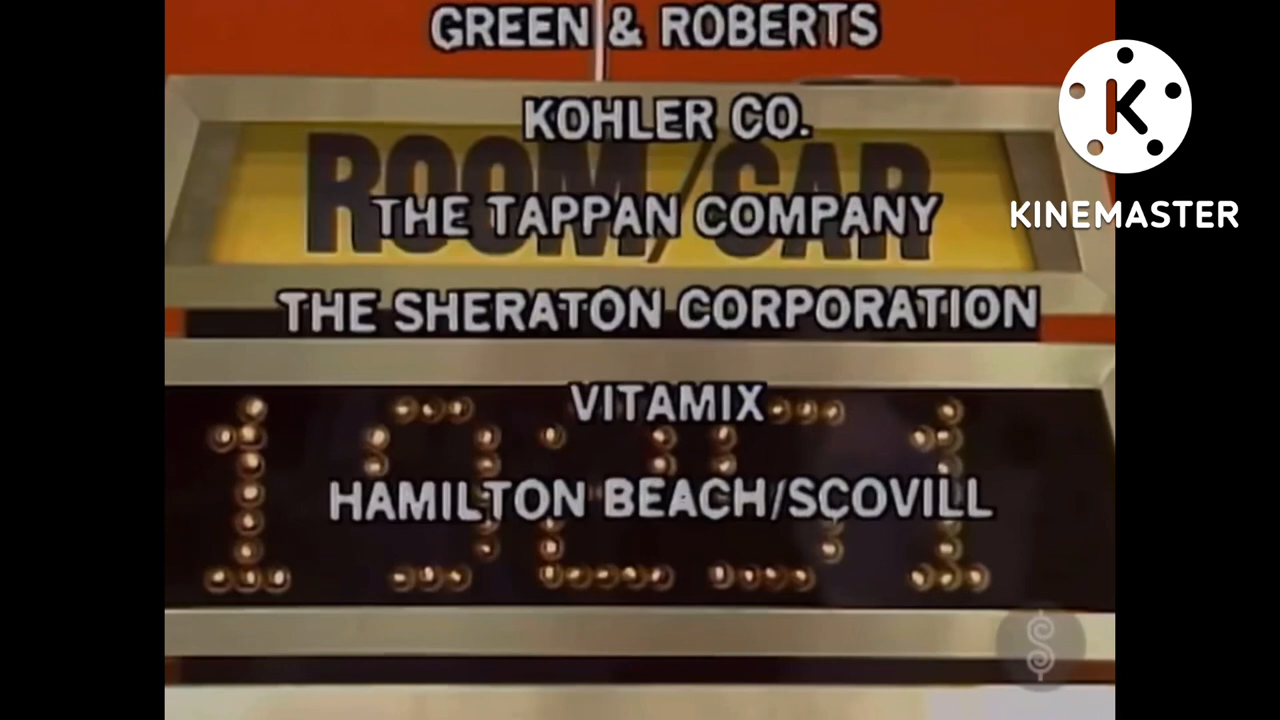 GREEN & ROBERTS
KOHLER CO.
ROOM/CAR
THE TAPPAN COMPANY
THE SHERATON CORPORATION
VITAMIX
HAMILTON BEACH/SCOVILL
K
KINEMASTER
$